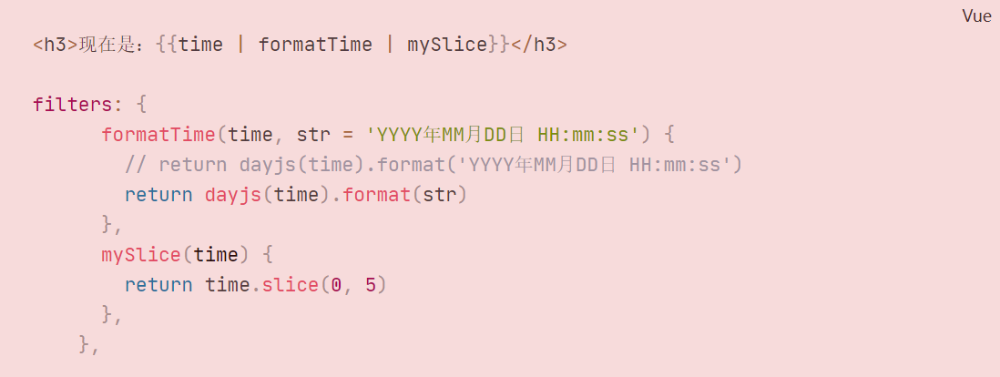 Vue
<h3>现在是：{{time | formatTime | mySlice}}</h3>
filters: {
formatTime(time, str = 'YYYY年MM月DD日 HH:mm:ss') {
// return dayjs(time).format('YYYY年MM月DD日 HH:mm:ss')
return dayjs(time).format(str)
},
mySlice(time) {
return time.slice(0, 5)
},
},